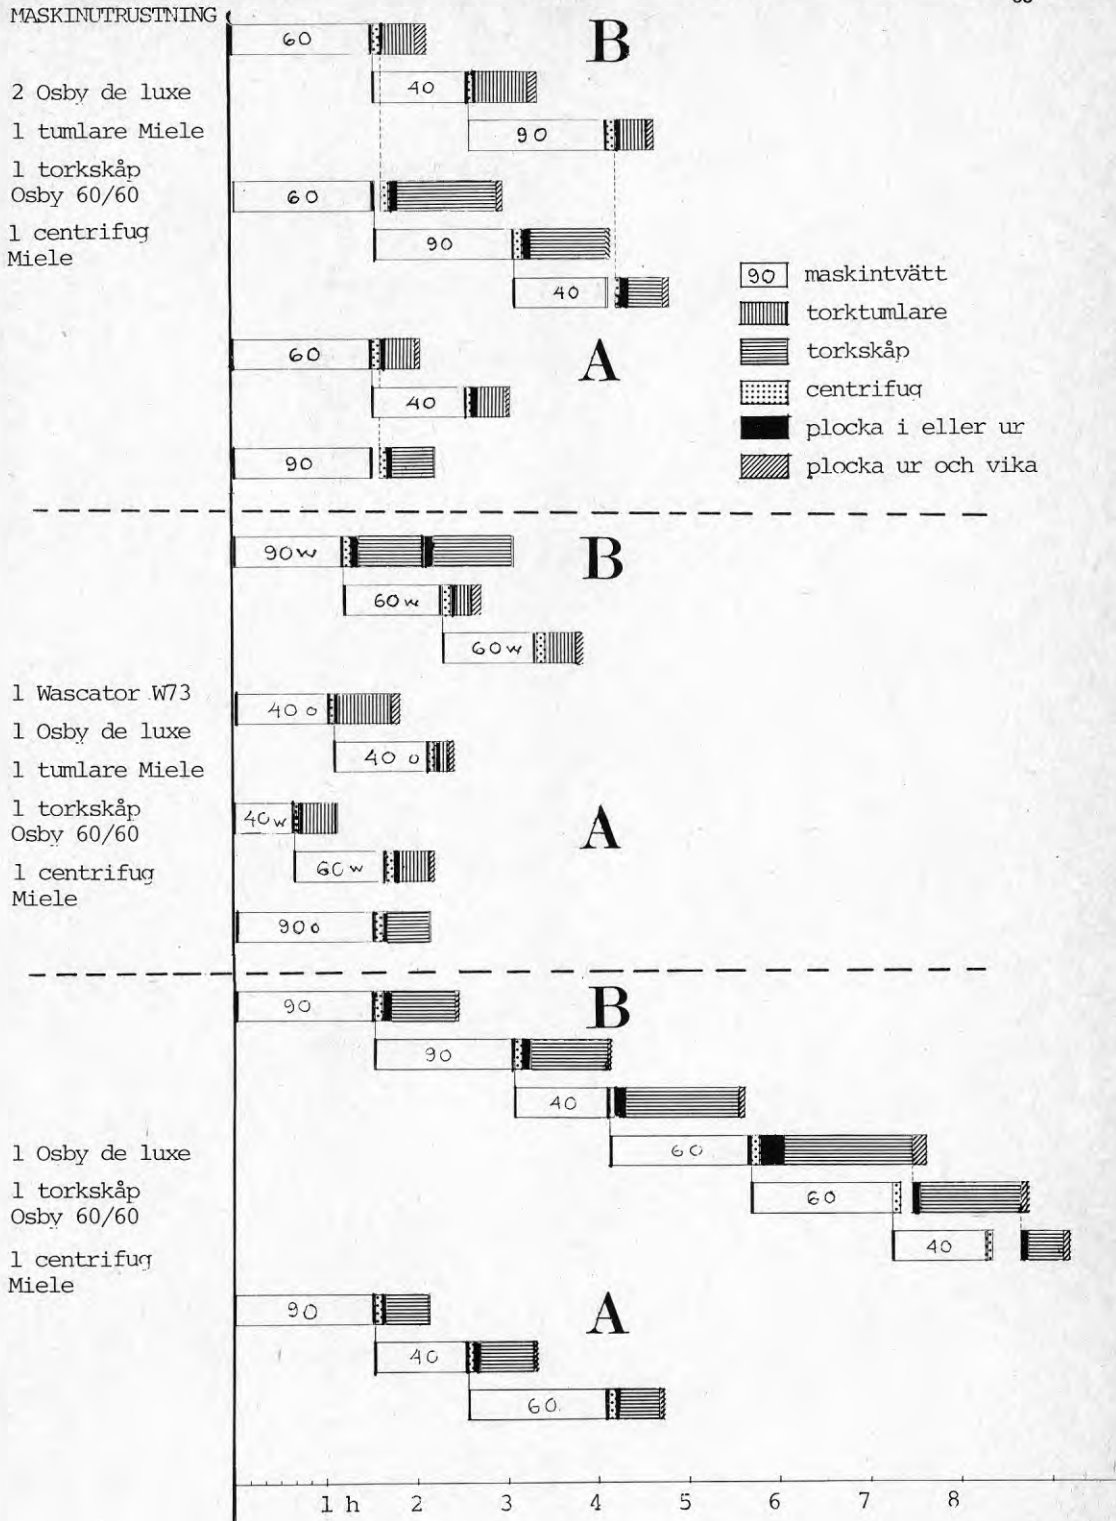 MASKINUTRUSTNING
60
B
40
2 Osby de luxe
1 tumlare Miele
90
1 torkskåp
Osby 60/60
60
1 centrifug
Miele
90
90 maskintvätt
40
torktumlare
60
A
torkskåp
40
centrifug
plocka i eller ur
90
plocka ur och vika
90w
B
60w
60w
1 Wascator W73
40 o
1 Osby de luxe
40 o
1 tumlare Miele
1 torkskåp
Osby 60/60
40w
A
1 centrifug
Miele
60w
90o
90
B
90
40
1 Osby de luxe
60
1 torkskåp
Osby 60/60
60
40
1 centrifug
Miele
90
A
40
60
1 h 2 3 4 5 6 7 8